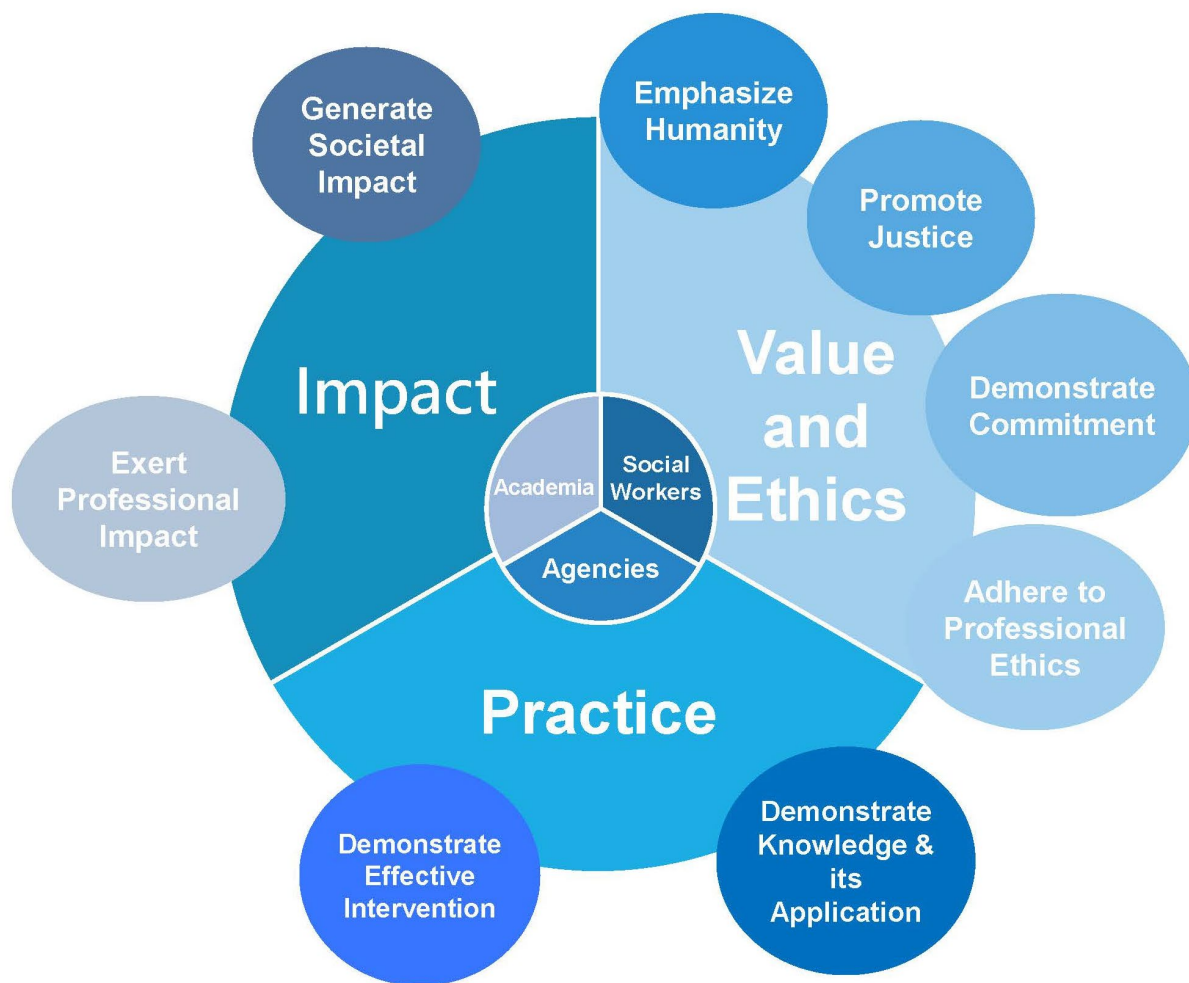 Generate
Societal
Impact
Emphasize
Humanity
Promote
Justice
Value
and
Ethics
Demonstrate
Commitment
Adhere to
Professional
Ethics
Impact
Exert
Professional
Impact
Academia
Social
Workers
Agencies
Practice
Demonstrate
Effective
Intervention
Demonstrate
Knowledge &
its
Application